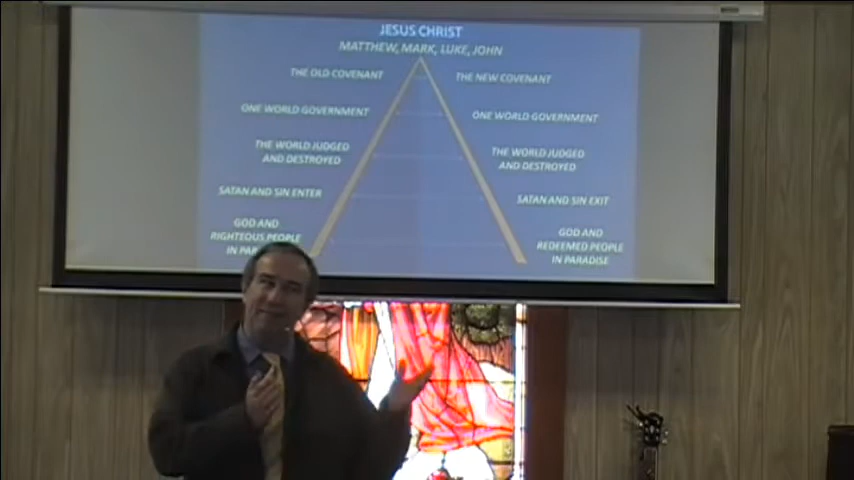 JESUS CHRIST
MATTHEW, MARK, LUKE, JOHN
THE OLD COVENANT
THE NEW COVENANT
ONE WORLD GOVERNMENT
ONE WORLD GOVERNMENT
THE WORLD JUDGED
AND DESTROYED
THE WORLD JUDGED
AND DESTROYED
SATAN AND SIN ENTER
SATAN AND SIN EXIT
GOD AND
RIGHTEOUS PEOPLE
IN
GOD AND
REDEEMED PEOPLE
IN PARADISE